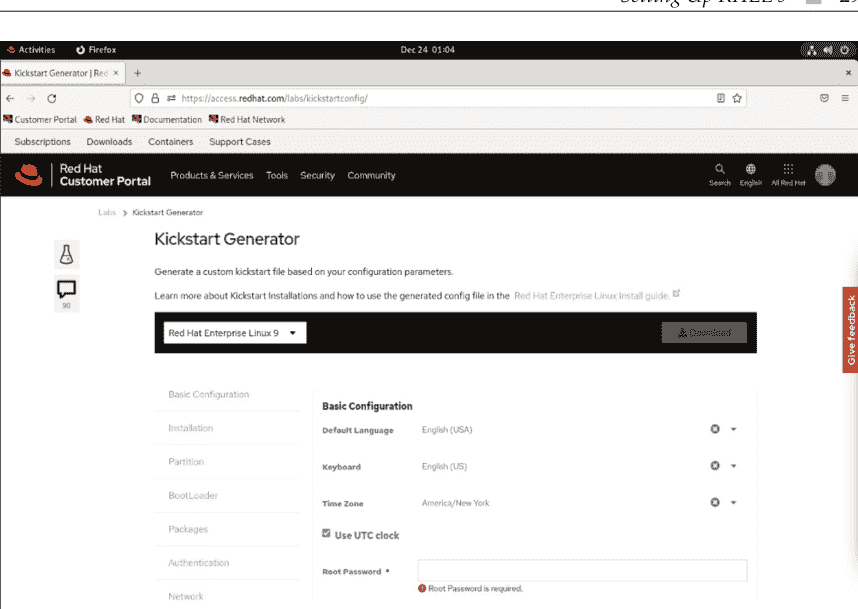 Setting Up RHEL 9 29
Activities Firefox Dec 24 01:04
Kickstart Generator | Red × +
https://access.redhat.com/labs/kickstartconfig/
Customer Portal Red Hat Documentation Red Hat Network
Subscriptions Downloads Containers Support Cases
Red Hat
Customer Portal Products & Services Tools Security Community
Search English All Red Hat
Labs > Kickstart Generator
Kickstart Generator
Generate a custom kickstart file based on your configuration parameters.
Learn more about Kickstart Installations and how to use the generated config file in the Red Hat Enterprise Linux Install guide.
90
Give feedback
Red Hat Enterprise Linux 9 Download
Basic Configuration
Installation
Partition
BootLoader
Packages
Authentication
Network
Basic Configuration
Default Language English (USA)
Keyboard English (US)
Time Zone America/New York
Use UTC clock
Root Password *
Root Password is required.